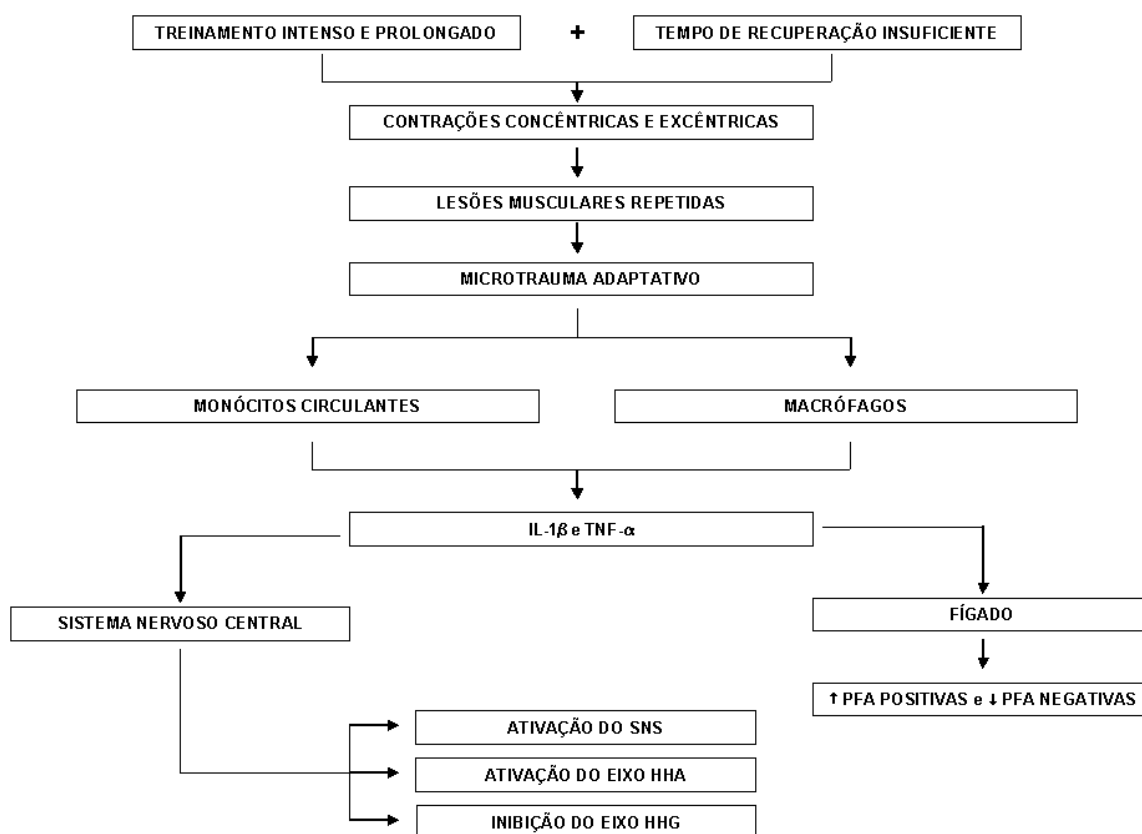 TREINAMENTO INTENSO E PROLONGADO
+
TEMPO DE RECUPERAÇÃO INSUFICIENTE
CONTRAÇÕES CONCÊNTRICAS E EXCÊNTRICAS
LESÕES MUSCULARES REPETIDAS
MICROTRAUMA ADAPTATIVO
MONÓCITOS CIRCULANTES
MACRÓFAGOS
IL-1β e TNF-α
SISTEMA NERVOSO CENTRAL
FÍGADO
↑ PFA POSITIVAS e ↓ PFA NEGATIVAS
ATIVAÇÃO DO SNS
ATIVAÇÃO DO EIXO HHA
INIBIÇÃO DO EIXO HHG